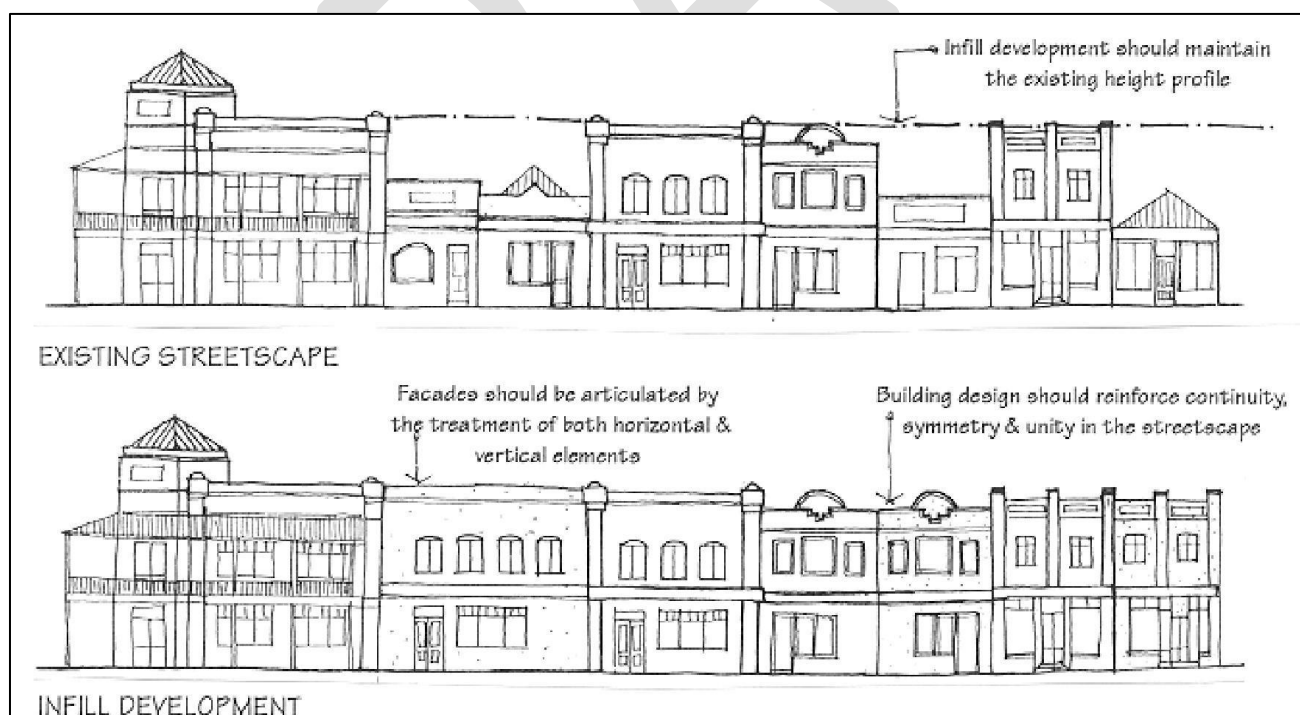 Infill development should maintain
the existing height profile
EXISTING STREETSCAPE
Facades should be articulated by
the treatment of both horizontal &
vertical elements
Building design should reinforce continuity,
symmetry & unity in the streetscape
INFILL DEVELOPMENT